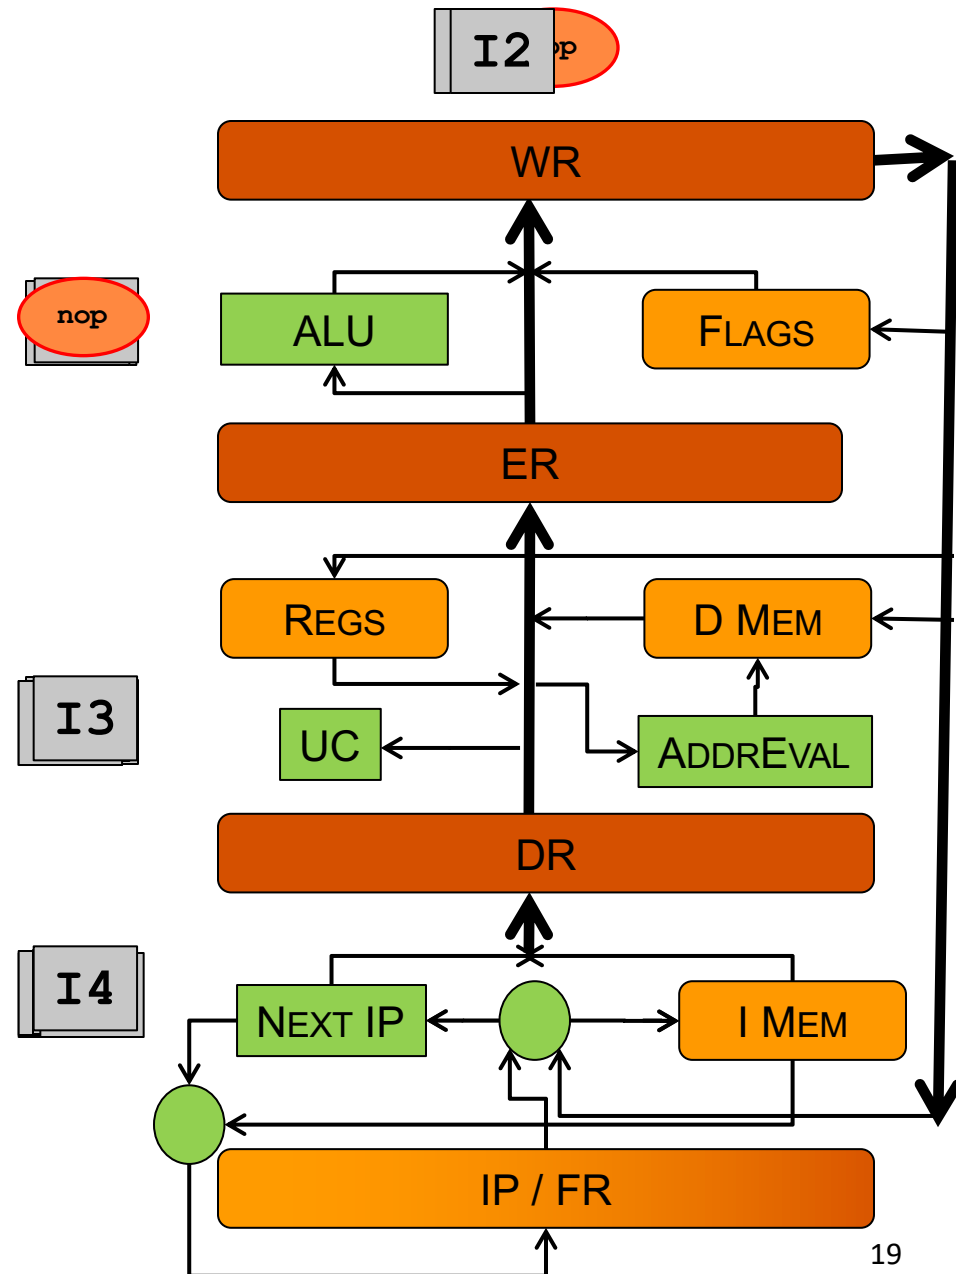 I2
op
WR
nop
ALU
FLAGS
ER
REGS
D MEM
I3
UC
ADDREVAL
DR
I4
NEXT IP
I MEM
IP / FR
19